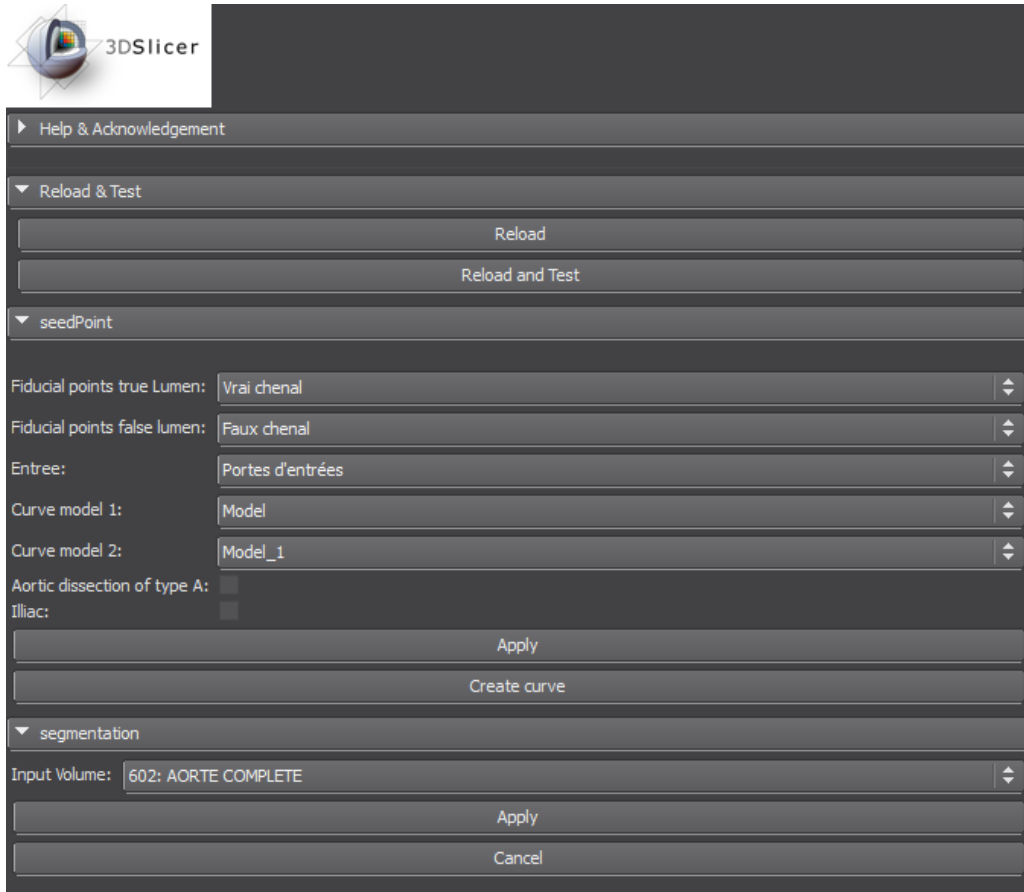 3DSlicer
Help & Acknowledgement
Reload & Test
Reload
Reload and Test
seedPoint
Fiducial points true Lumen: Vrai chenal
Fiducial points false lumen: Faux chenal
Entree: Portes d'entrées
Curve model 1: Model
Curve model 2: Model_1
Aortic dissection of type A:
Illiac:
Apply
Create curve
segmentation
Input Volume: 602: AORTE COMPLETE
Apply
Cancel